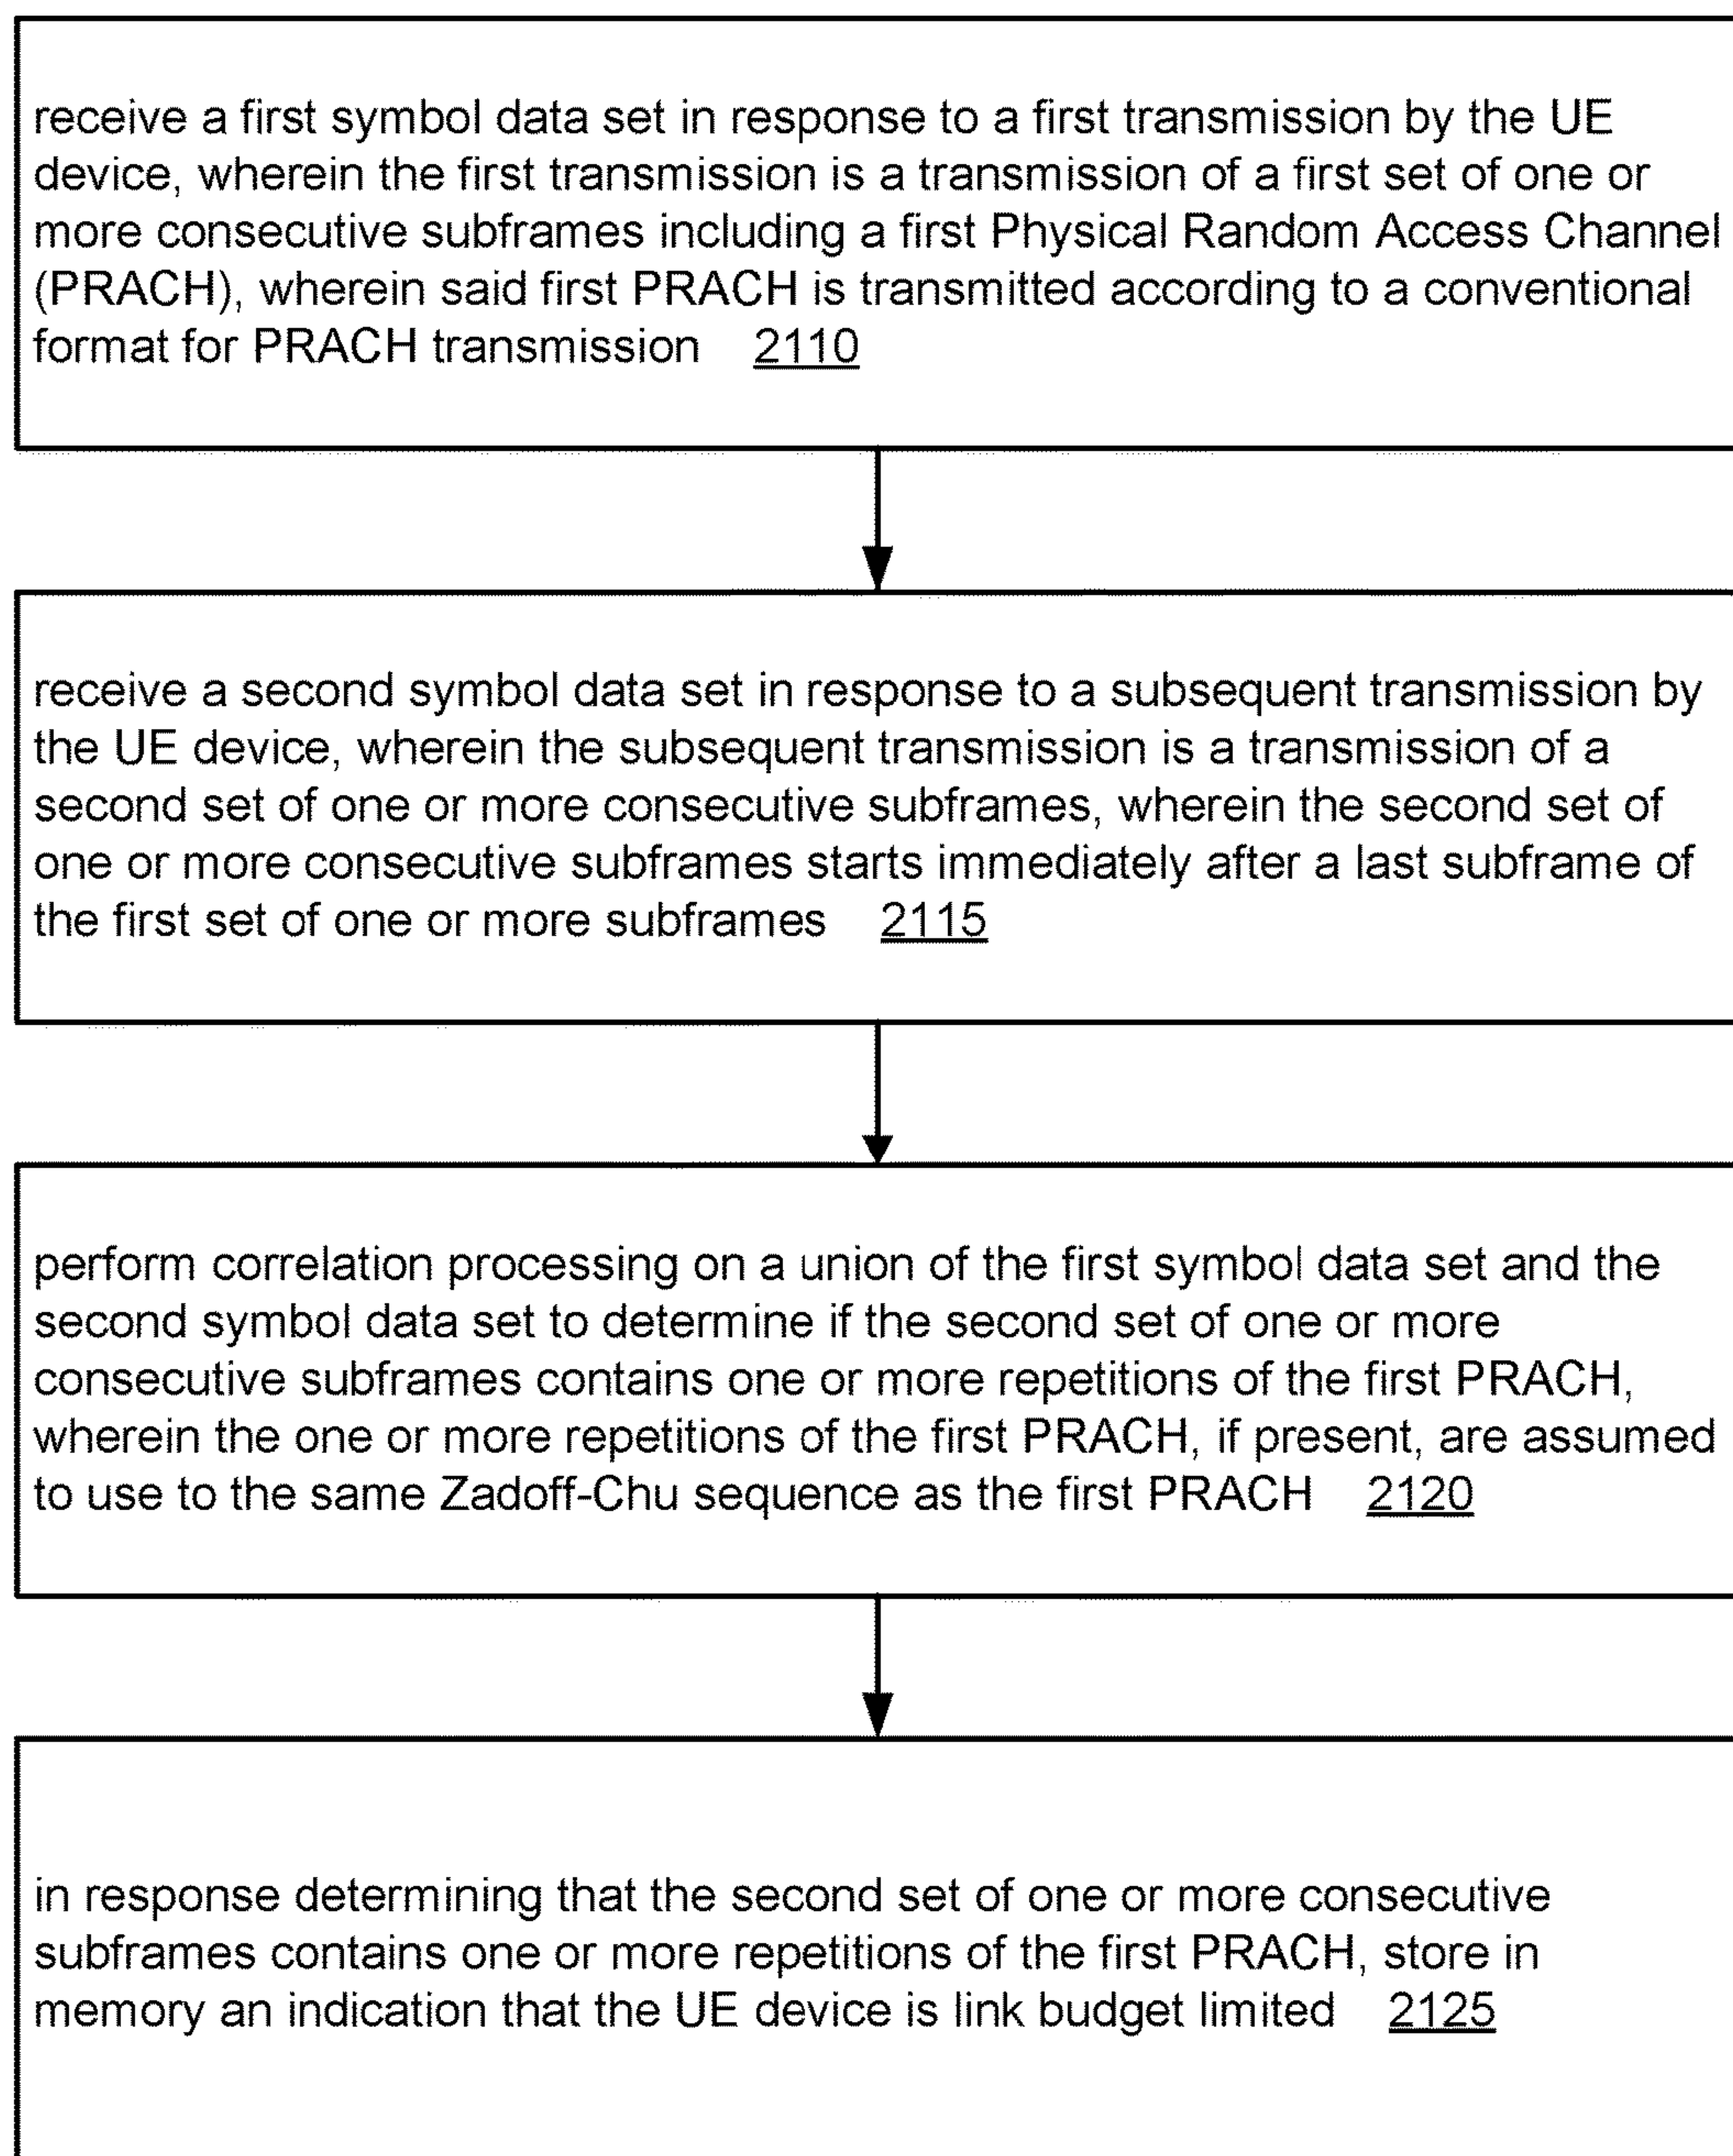 receive a first symbol data set in response to a first transmission by the UE
device, wherein the first transmission is a transmission of a first set of one or
more consecutive subframes including a first Physical Random Access Channel
(PRACH), wherein said first PRACH is transmitted according to a conventional
format for PRACH transmission 2110
receive a second symbol data set in response to a subsequent transmission by
the UE device, wherein the subsequent transmission is a transmission of a
second set of one or more consecutive subframes, wherein the second set of
one or more consecutive subframes starts immediately after a last subframe of
the first set of one or more subframes 2115
perform correlation processing on a union of the first symbol data set and the
second symbol data set to determine if the second set of one or more
consecutive subframes contains one or more repetitions of the first PRACH,
wherein the one or more repetitions of the first PRACH, if present, are assumed
to use to the same Zadoff-Chu sequence as the first PRACH 2120
in response determining that the second set of one or more consecutive
subframes contains one or more repetitions of the first PRACH, store in
memory an indication that the UE device is link budget limited 2125